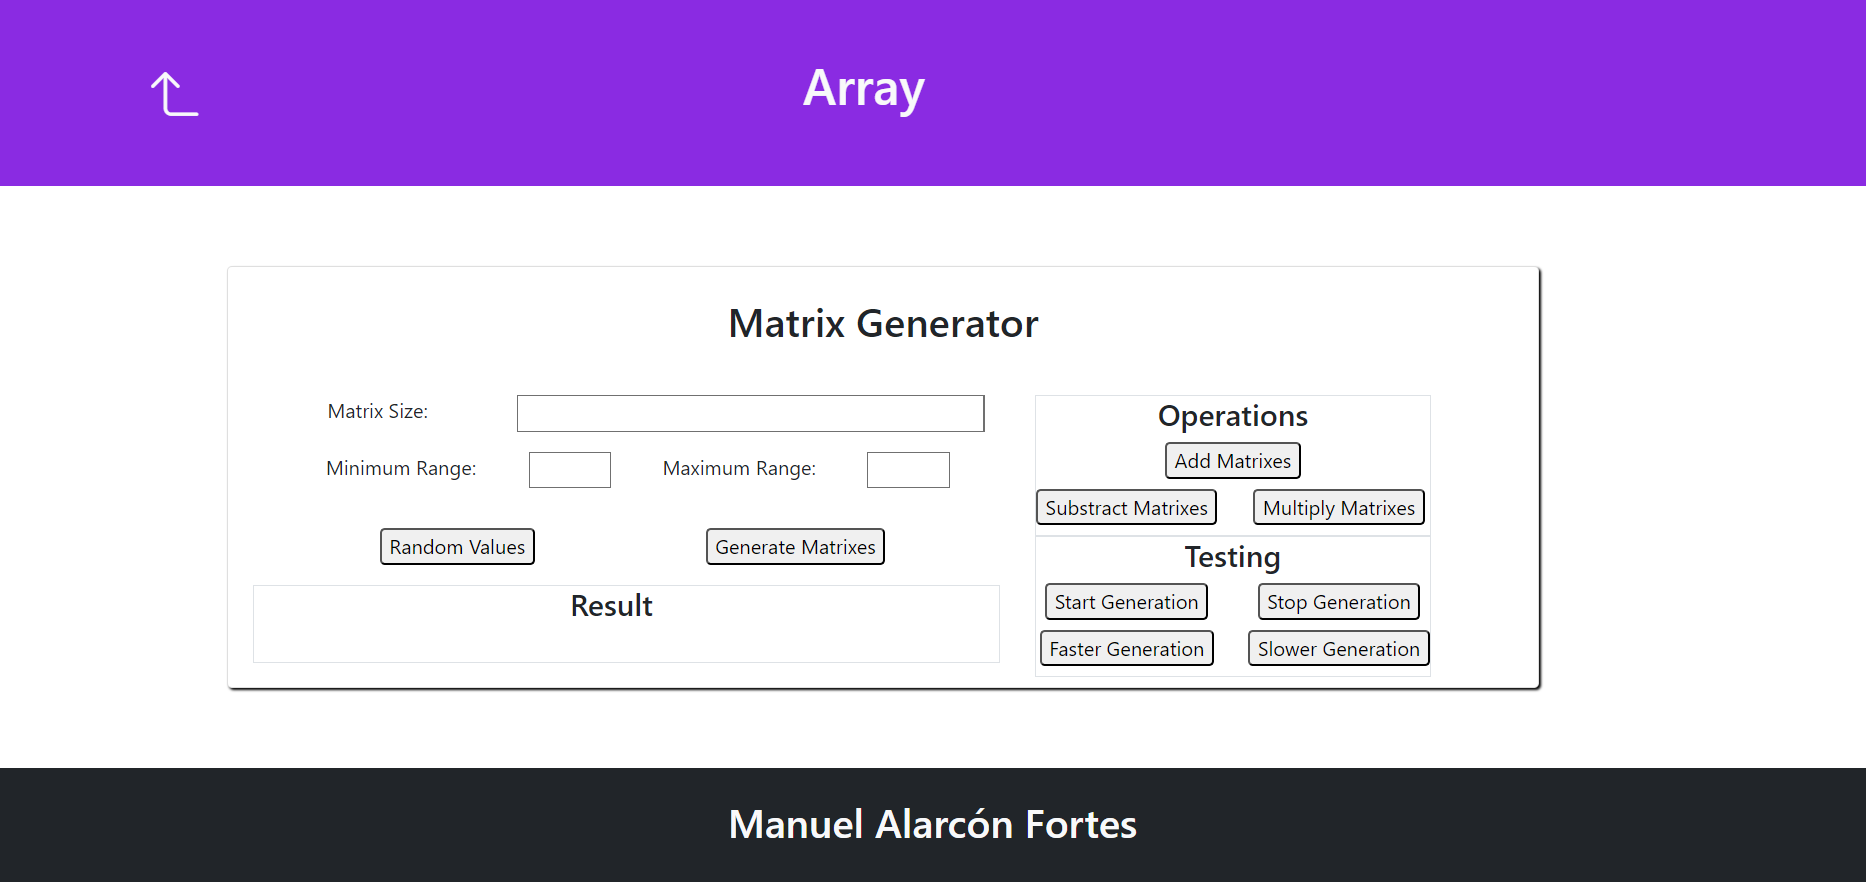 Array
Matrix Generator
Matrix Size:
Minimum Range: Maximum Range:
Random Values Generate Matrixes
Result
Operations
Add Matrixes
Substract Matrixes Multiply Matrixes
Testing
Start Generation Stop Generation
Faster Generation Slower Generation
Manuel Alarcón Fortes